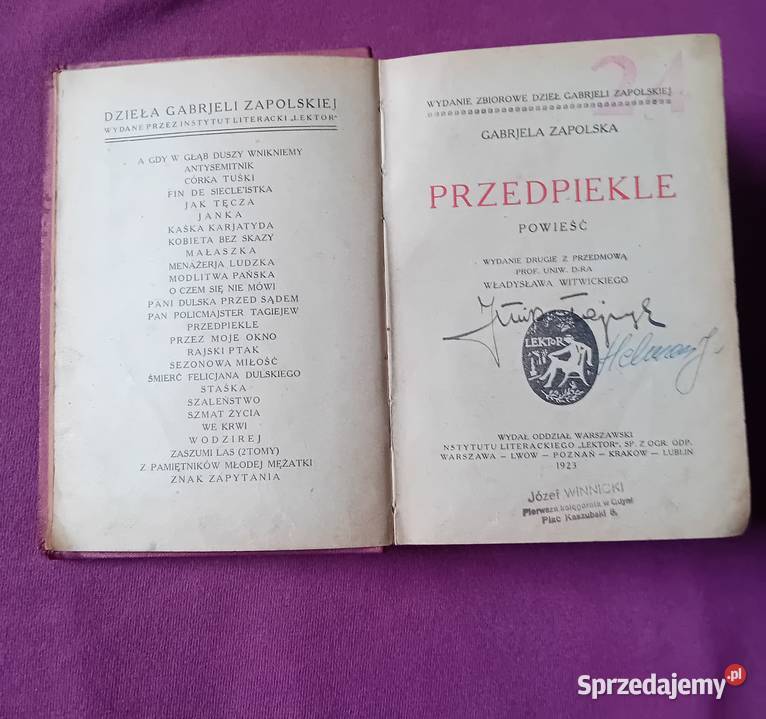 DZIEŁA GABRJELI ZAPOLSKIEJ
WYDANE PRZEZ INSTYTUT LITERACKI „LEKTOR"
A GDY W GŁĄB DUSZY WNIKNIEMY
ANTYSEMITNIK
CÓRKA TUŚKI
FIN DE SIECLE'ISTKA
JAK TĘCZA
JANKA
KAŚKA KARJATYDA
KOBIETA BEZ SKAZY
MAŁASZKA
MENAŻERJA LUDZKA
MODLITWA PAŃSKA
O CZEM SIĘ NIE MÓWI
PANI DULSKA PRZED SĄDEM
PAN POLICMAJSTER TAGIEJEW
PRZEDPIEKLE
PRZEZ MOJE OKNO
RAJSKI PTAK
SEZONOWA MIŁOŚĆ
ŚMIERĆ FELICJANA DULSKIEGO
STAŚKA
SZALEŃSTWO
SZMAT ŻYCIA
WE KRWI
WODZIREJ
ZASZUMI LAS (2TOMY)
Z PAMIĘTNIKÓW MŁODEJ MĘŻATKI
ZNAK ZAPYTANIA
24
WYDANIE ZBIOROWE DZIEŁ GABRJELI ZAPOLSKIEJ
GABRJELA ZAPOLSKA
PRZEDPIEKLE
POWIEŚĆ
WYDANIE DRUGIE Z PRZEDMOWĄ
PROF. UNIW. D-RA
WŁADYSŁAWA WITWICKIEGO
LEKTOR
WYDAŁ ODDZIAŁ WARSZAWSKI
NSTYTUTU LITERACKIEGO „LEKTOR", SP. Z OGR. ODP.
WARSZAWA – LWÓW – POZNAŃ – KRAKÓW – LUBLIN
1923
Józef WINNICKI
Pierwsza księgarnia w Gdyni
Plac Kaszubski 8.
Sprzedajemy.pl